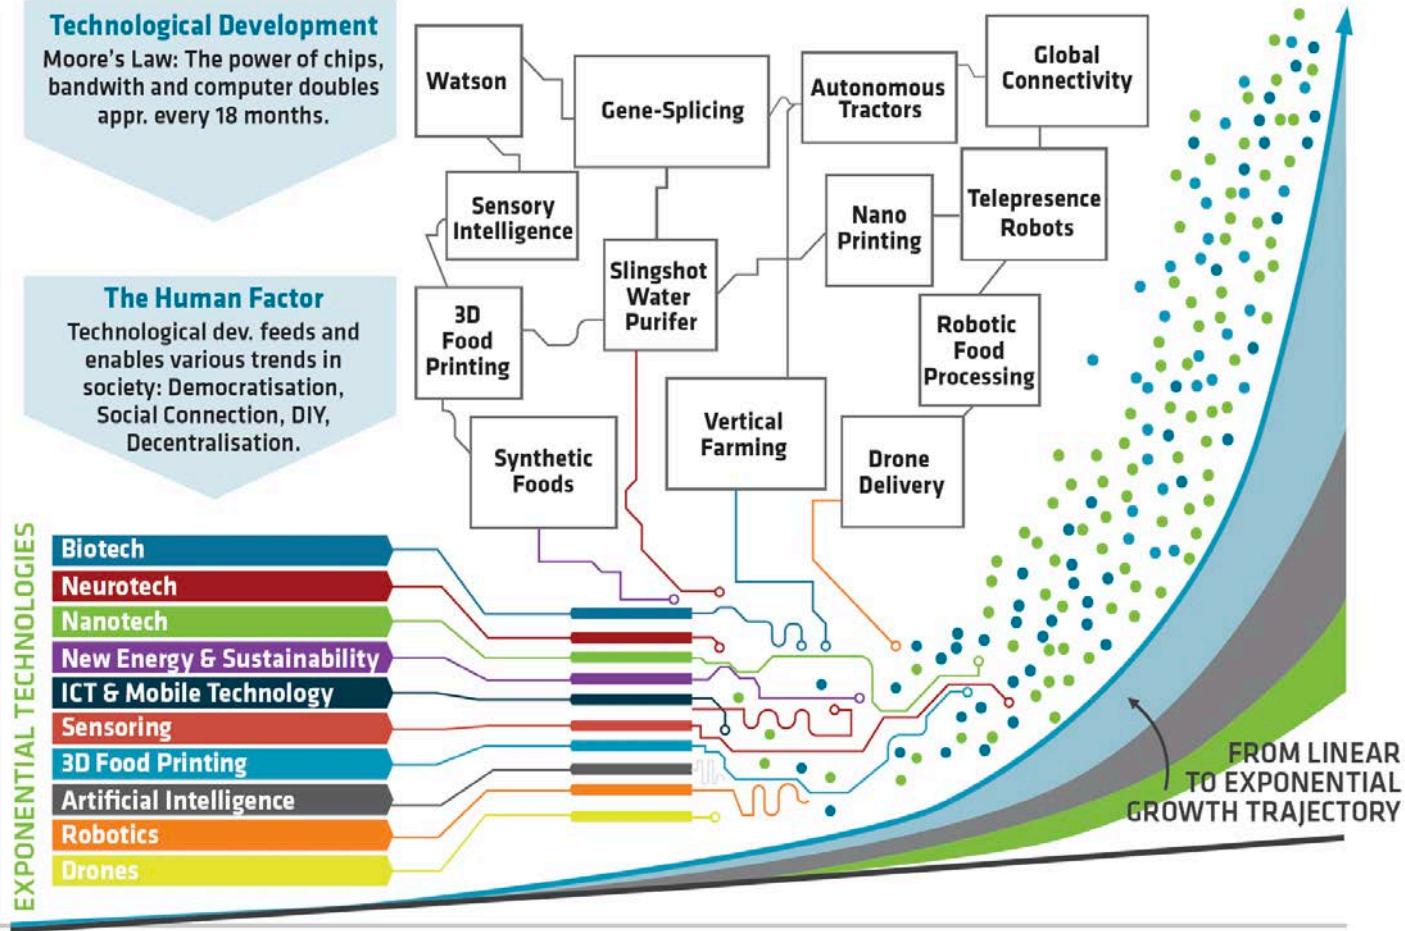 Technological Development
Moore's Law: The power of chips,
bandwith and computer doubles
appr. every 18 months.
The Human Factor
Technological dev. feeds and
enables various trends in
society: Democratisation,
Social Connection, DIY,
Decentralisation.
Watson
Gene-Splicing
Autonomous
Tractors
Global
Connectivity
Sensory
Intelligence
Nano
Printing
Telepresence
Robots
Slingshot
Water
Purifer
3D
Food
Printing
Robotic
Food
Processing
Vertical
Farming
Synthetic
Foods
Drone
Delivery
EXPONENTIAL TECHNOLOGIES
Biotech
Neurotech
Nanotech
New Energy & Sustainability
ICT & Mobile Technology
Sensoring
3D Food Printing
Artificial Intelligence
Robotics
Drones
FROM LINEAR
TO EXPONENTIAL
GROWTH TRAJECTORY